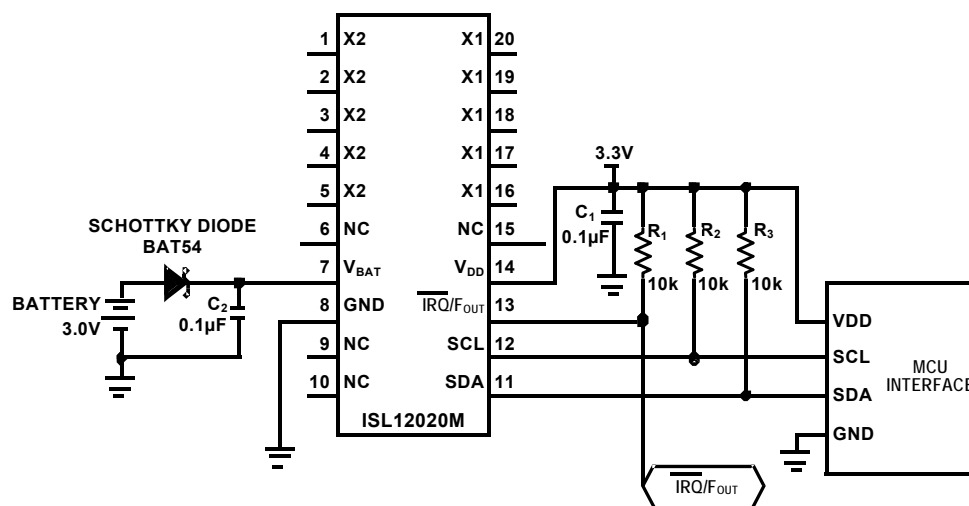 1 X2 X1 20
2 X2 X1 19
3 X2 X1 18
4 X2 X1 17
5 X2 X1 16
6 NC NC 15
7 VBAT VDD 14
8 GND IRQ/FOUT 13
9 NC SCL 12
10 NC SDA 11
ISL12020M
SCHOTTKY DIODE
BAT54
BATTERY
3.0V
C2
0.1µF
3.3V
C1
0.1µF
R1
10k
R2
10k
R3
10k
IRQ/FOUT
VDD
SCL
SDA
GND
MCU
INTERFACE